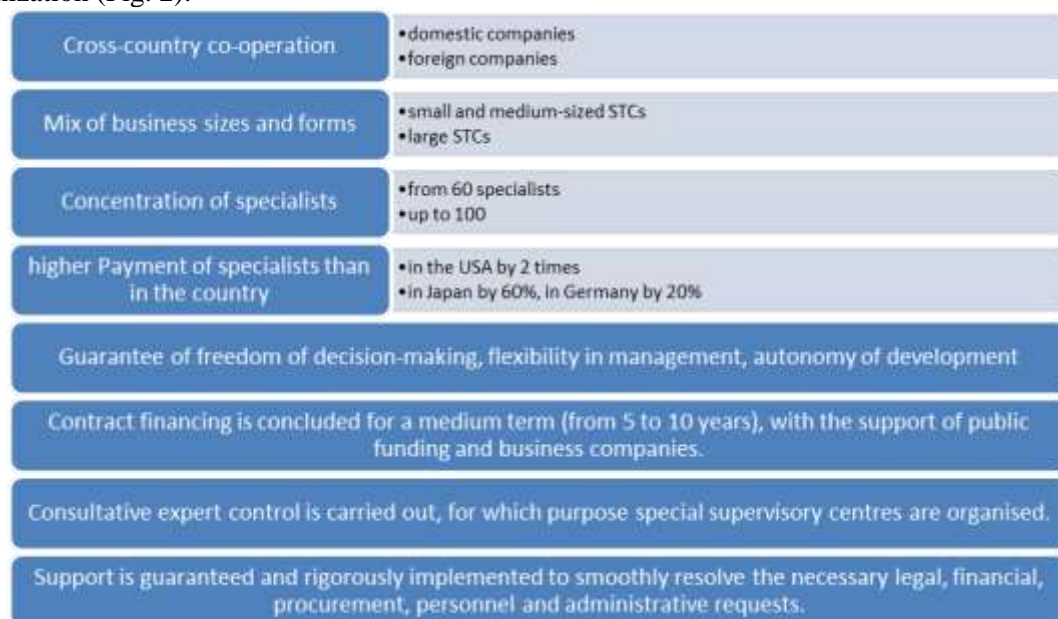 nization (Fig. 2).
Cross-country co-operation
•domestic companies
•foreign companies
Mix of business sizes and forms
•small and medium-sized STCs
•large STCs
Concentration of specialists
•from 60 specialists
•up to 100
higher Payment of specialists than
in the country
•in the USA by 2 times
•in Japan by 60%, in Germany by 20%
Guarantee of freedom of decision-making, flexibility in management, autonomy of development
Contract financing is concluded for a medium term (from 5 to 10 years), with the support of public
funding and business companies.
Consultative expert control is carried out, for which purpose special supervisory centres are organised.
Support is guaranteed and rigorously implemented to smoothly resolve the necessary legal, financial,
procurement, personnel and administrative requests.